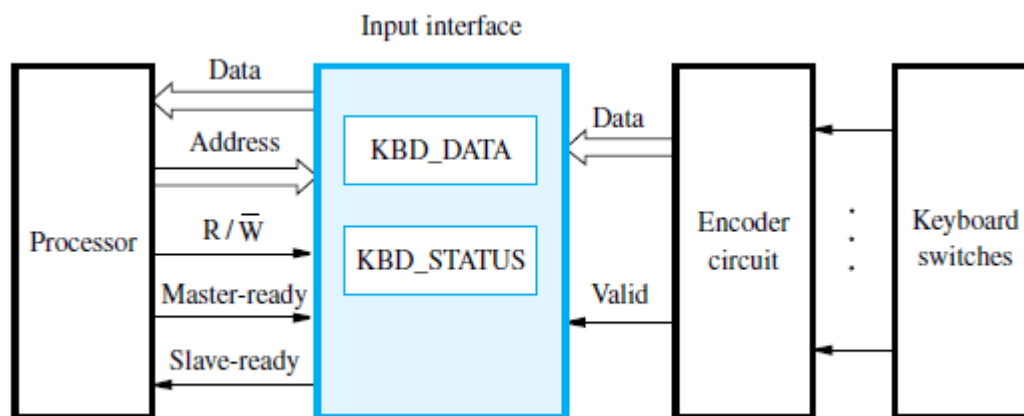 Input interface
Data
Address
R / W̅
Master-ready
Slave-ready
Processor
KBD_DATA
KBD_STATUS
Data
Valid
Encoder
circuit
Keyboard
switches